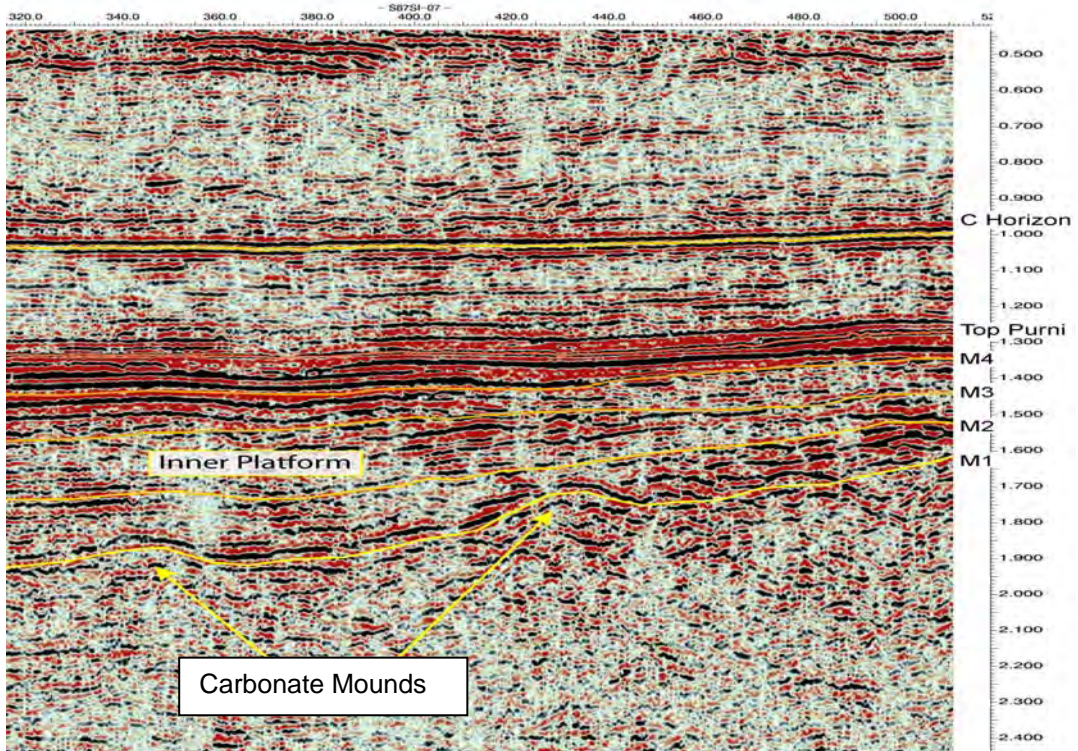 – S87SI-07 –
320.0 340.0 360.0 380.0 400.0 420.0 440.0 460.0 480.0 500.0 52
0.500
0.600
0.700
0.800
0.900
C Horizon
1.000
1.100
1.200
Top Purni
1.300
M4
1.400
M3
1.500
M2
Inner Platform
1.600
M1
1.700
1.800
1.900
2.000
2.100
2.200
Carbonate Mounds
2.300
2.400